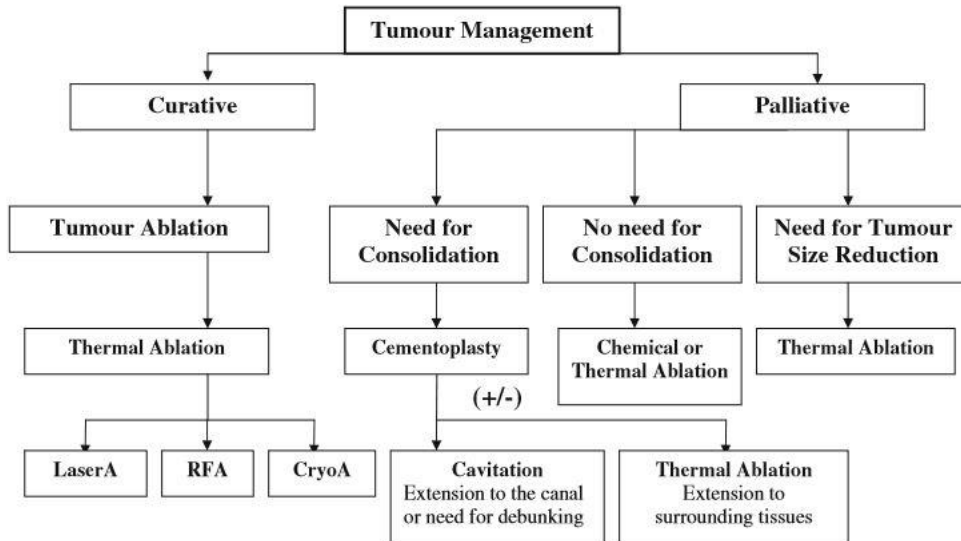 Tumour Management
Curative
Palliative
Tumour Ablation
Need for
Consolidation
No need for
Consolidation
Need for Tumour
Size Reduction
Thermal Ablation
Cementoplasty
Chemical or
Thermal Ablation
Thermal Ablation
(+/-)
LaserA
RFA
CryoA
Cavitation
Extension to the canal
or need for debunking
Thermal Ablation
Extension to
surrounding tissues